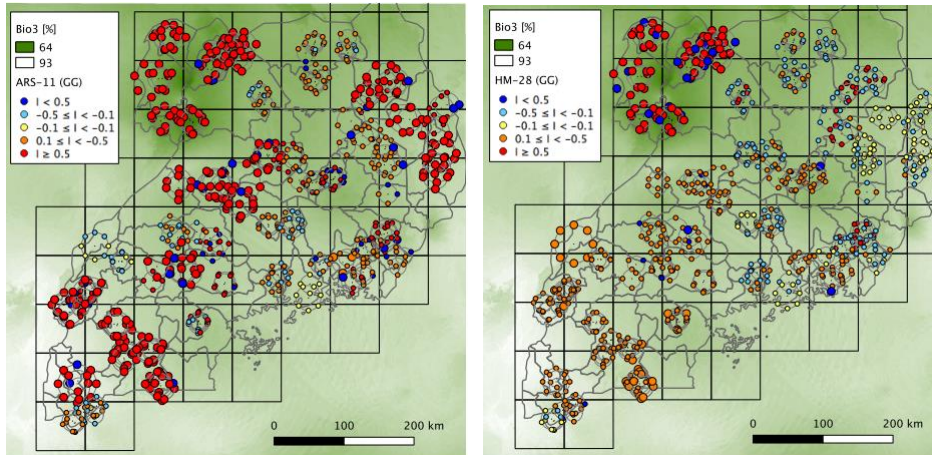 Bio3 [%]
64
93
ARS-11 (GG)
I < 0.5
−0.5 ≤ I < −0.1
−0.1 ≤ I < −0.1
0.1 ≤ I < −0.5
I ≥ 0.5
0 100 200 km
Bio3 [%]
64
93
HM-28 (GG)
I < 0.5
−0.5 ≤ I < −0.1
−0.1 ≤ I < −0.1
0.1 ≤ I < −0.5
I ≥ 0.5
0 100 200 km